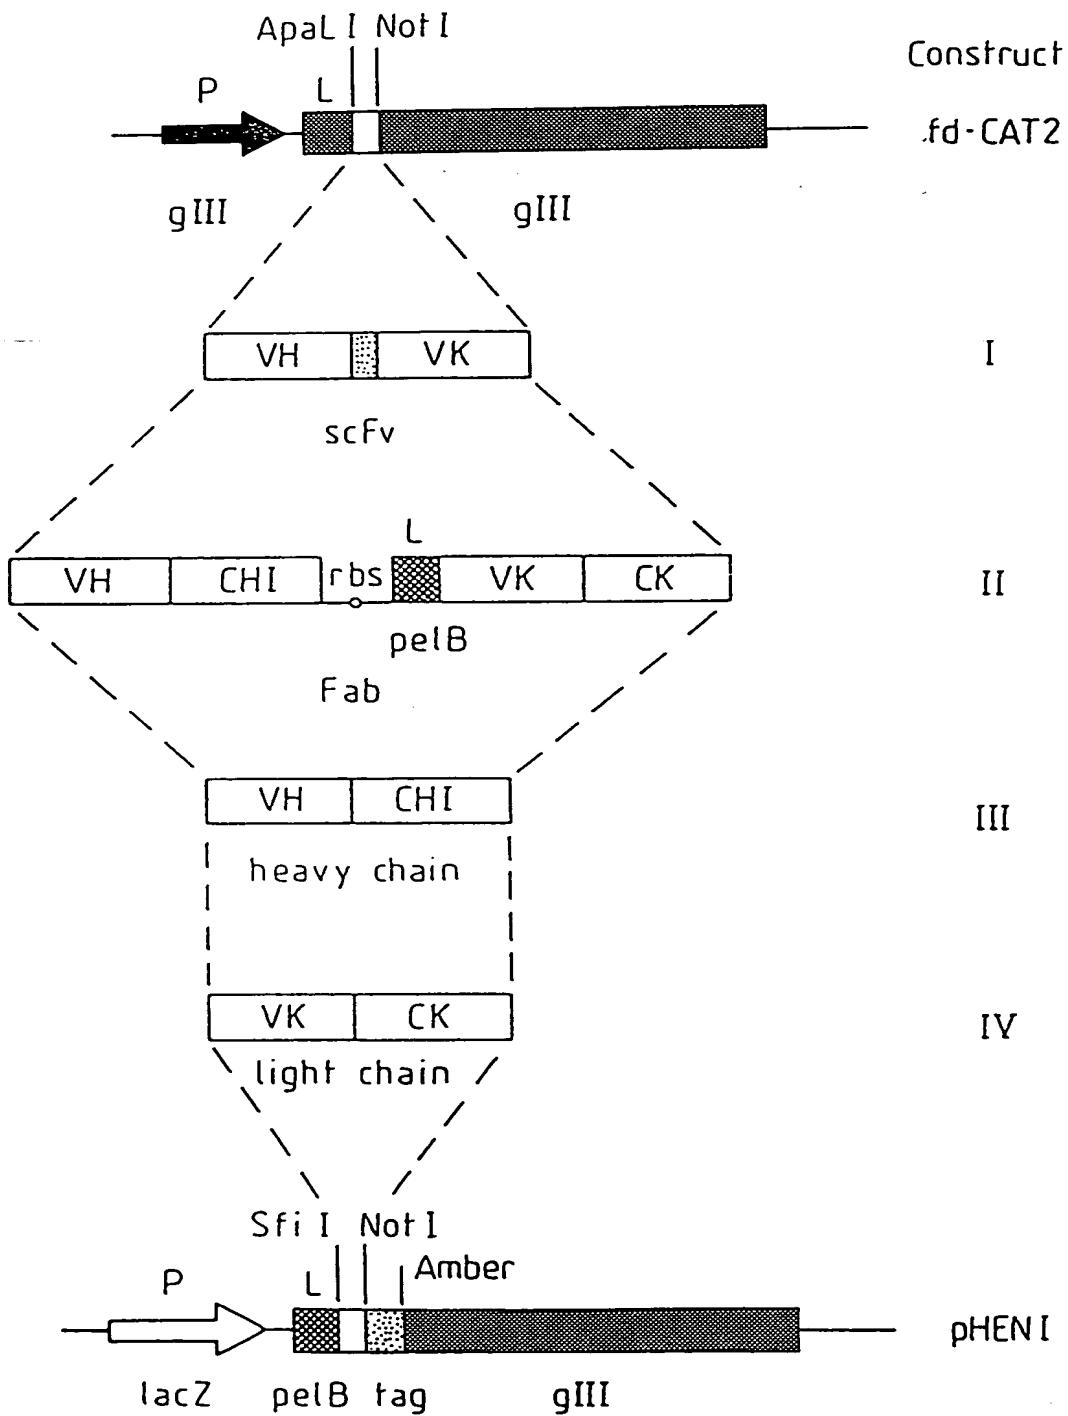 ApaL I Not I
Construct
P L
.fd-CAT2
gIII gIII
VH VK
I
scFv
L
VH CHI rbs VK CK
II
pelB
Fab
VH CHI
III
heavy chain
VK CK
IV
light chain
Sfi I Not I
P L Amber
pHEN I
lacZ pelB tag gIII